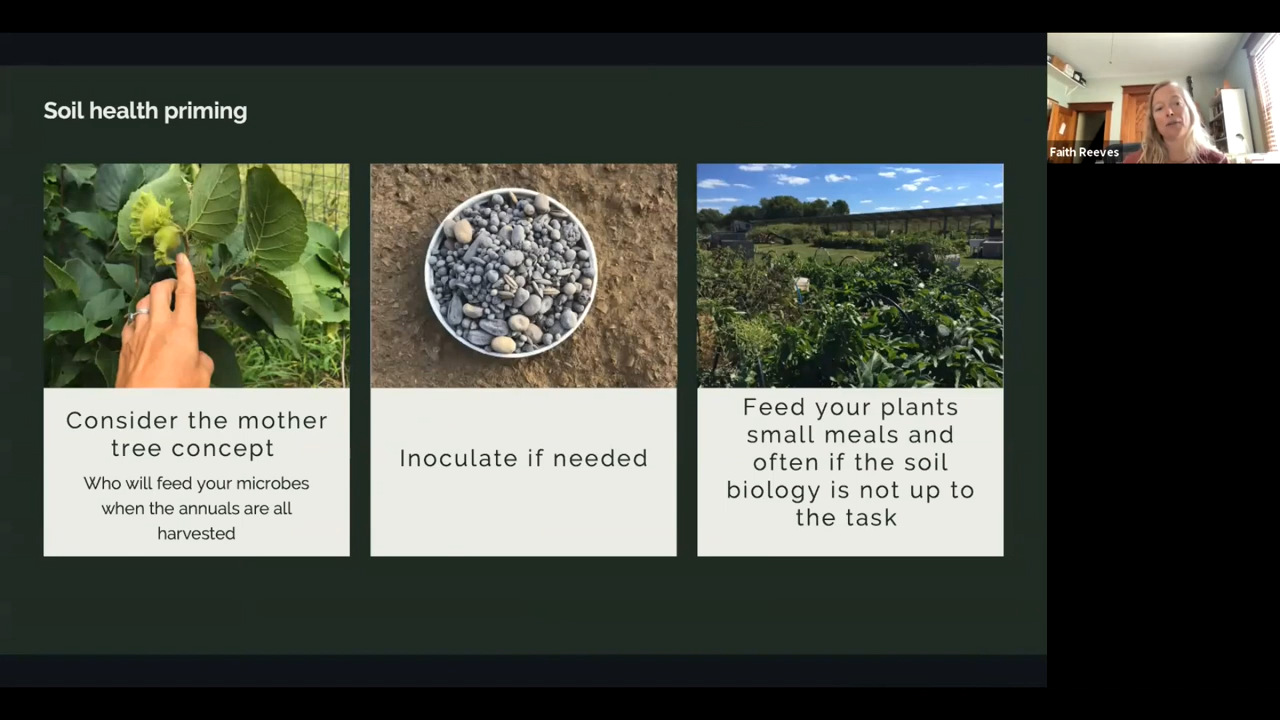 Soil health priming
Faith Reeves
Consider the mother
tree concept
Who will feed your microbes
when the annuals are all
harvested
Inoculate if needed
Feed your plants
small meals and
often if the soil
biology is not up to
the task